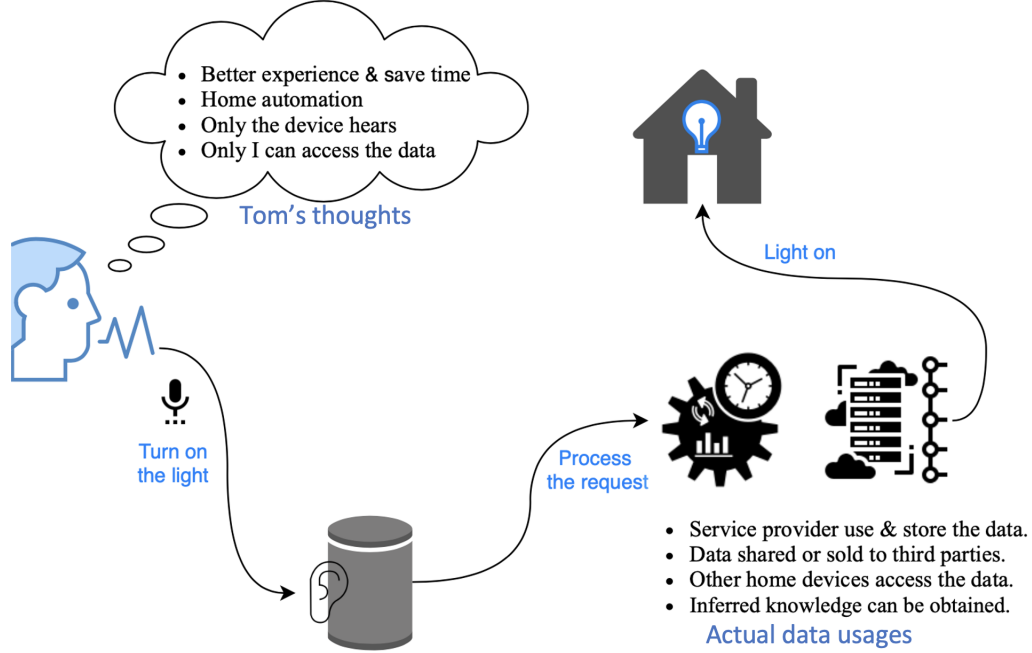 • Better experience & save time
• Home automation
• Only the device hears
• Only I can access the data
Tom's thoughts
Turn on
the light
Process
the request
Light on
• Service provider use & store the data.
• Data shared or sold to third parties.
• Other home devices access the data.
• Inferred knowledge can be obtained.
Actual data usages